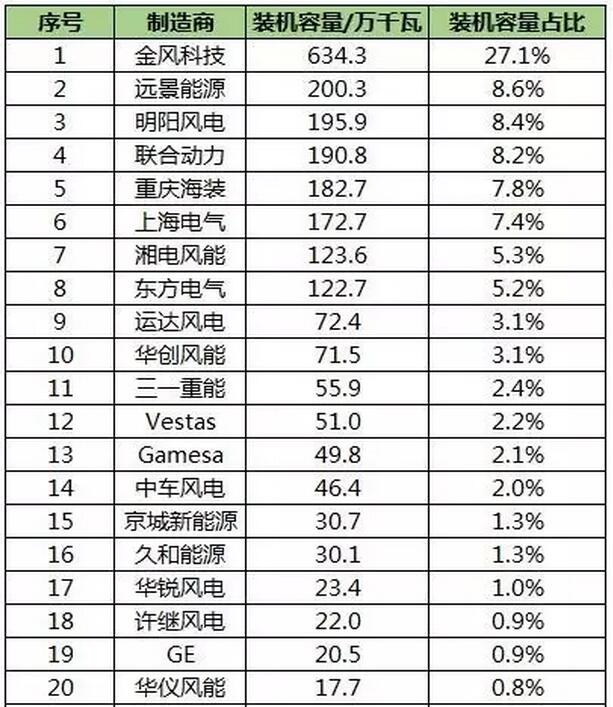 序号 制造商 装机容量/万千瓦 装机容量占比
1 金风科技 634.3 27.1%
2 远景能源 200.3 8.6%
3 明阳风电 195.9 8.4%
4 联合动力 190.8 8.2%
5 重庆海装 182.7 7.8%
6 上海电气 172.7 7.4%
7 湘电风能 123.6 5.3%
8 东方电气 122.7 5.2%
9 运达风电 72.4 3.1%
10 华创风能 71.5 3.1%
11 三一重能 55.9 2.4%
12 Vestas 51.0 2.2%
13 Gamesa 49.8 2.1%
14 中车风电 46.4 2.0%
15 京城新能源 30.7 1.3%
16 久和能源 30.1 1.3%
17 华锐风电 23.4 1.0%
18 许继风电 22.0 0.9%
19 GE 20.5 0.9%
20 华仪风能 17.7 0.8%